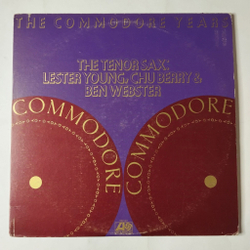 THE COMMODORE YEARS
THE TENOR SAX:
LESTER YOUNG, CHU BERRY &
BEN WEBSTER
COMMODORE
COMMODORE